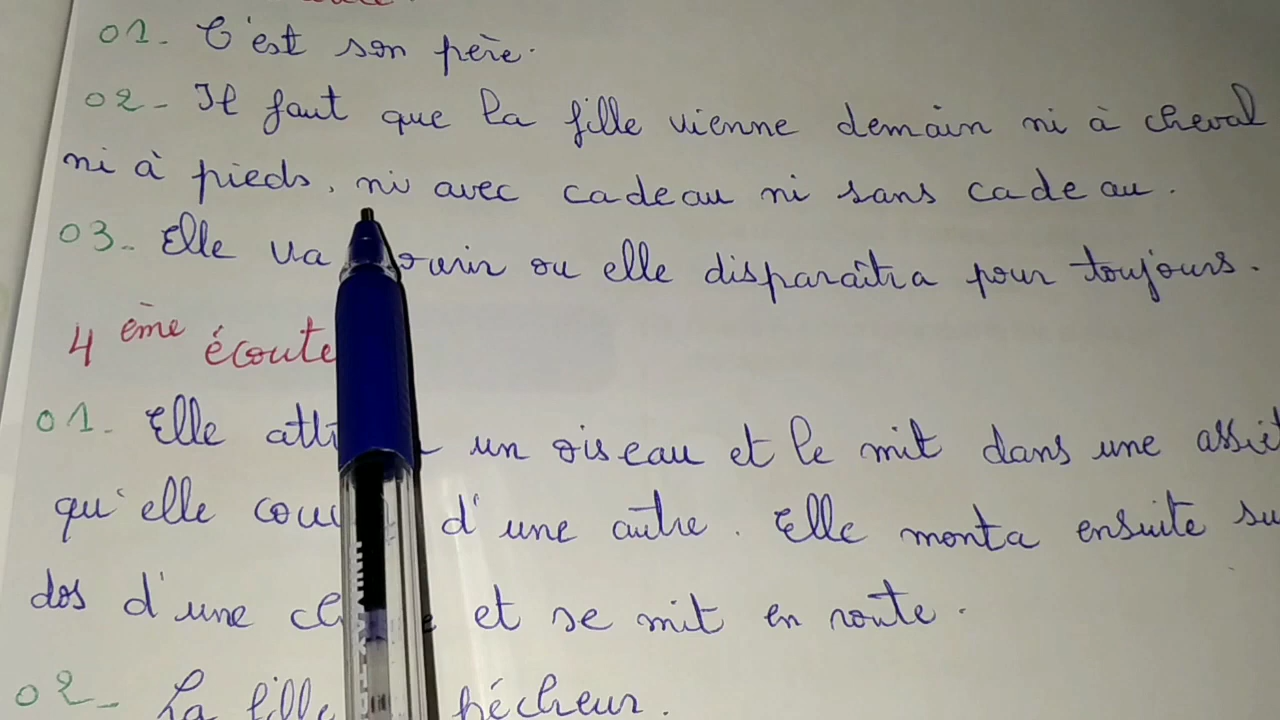 01. C'est son père.
02- Il faut que la fille vienne demain ni à cheval
ni à pieds, ni avec cadeau ni sans cadeau.
03. Elle va ou elle disparaîtra pour toujours.
4ème écoute
01. Elle un oiseau et le mit dans une
qu'elle d'une autre. Elle monta ensuite
dos d'une et se mit en route.
02- La fille pécheur.